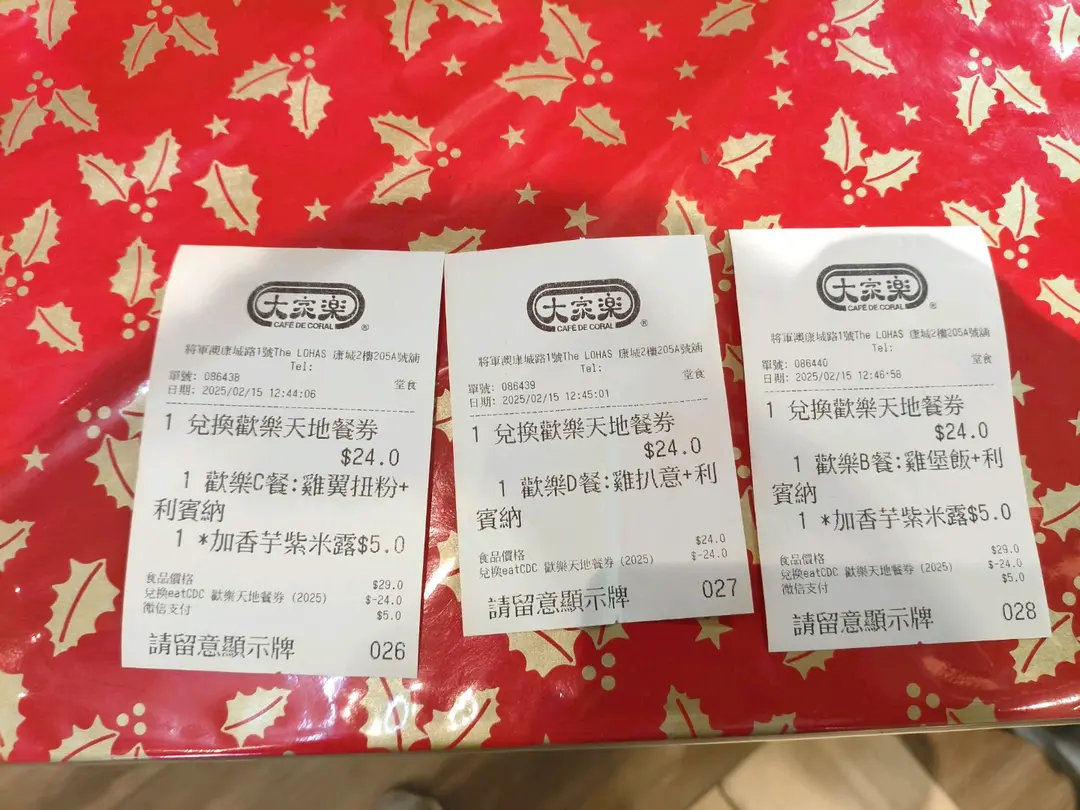 大家樂
CAFÉ DE CORAL ®
將軍澳康城路1號The LOHAS 康城2樓205A號舖
Tel:
單號: 086438 堂食
日期: 2025/02/15 12:44:06
1 兌換歡樂天地餐券
$24.0
1 歡樂C餐:雞翼扭粉+
利賓納
1 *加香芋紫米露$5.0
食品價格 $29.0
兌換eatCDC 歡樂天地餐券 (2025) $-24.0
微信支付 $5.0
請留意顯示牌 026
大家樂
CAFÉ DE CORAL ®
將軍澳康城路1號The LOHAS 康城2樓205A號舖
Tel:
單號: 086439 堂食
日期: 2025/02/15 12:45:01
1 兌換歡樂天地餐券
$24.0
1 歡樂D餐:雞扒意+利
賓納
食品價格 $24.0
兌換eatCDC 歡樂天地餐券 (2025) $-24.0
請留意顯示牌 027
大家樂
CAFÉ DE CORAL ®
將軍澳康城路1號The LOHAS 康城2樓205A號舖
Tel:
單號: 086440 堂食
日期: 2025/02/15 12:46:58
1 兌換歡樂天地餐券
$24.0
1 歡樂B餐:雞堡飯+利
賓納
1 *加香芋紫米露$5.0
食品價格 $29.0
兌換eatCDC 歡樂天地餐券 (2025) $-24.0
微信支付 $5.0
請留意顯示牌 028